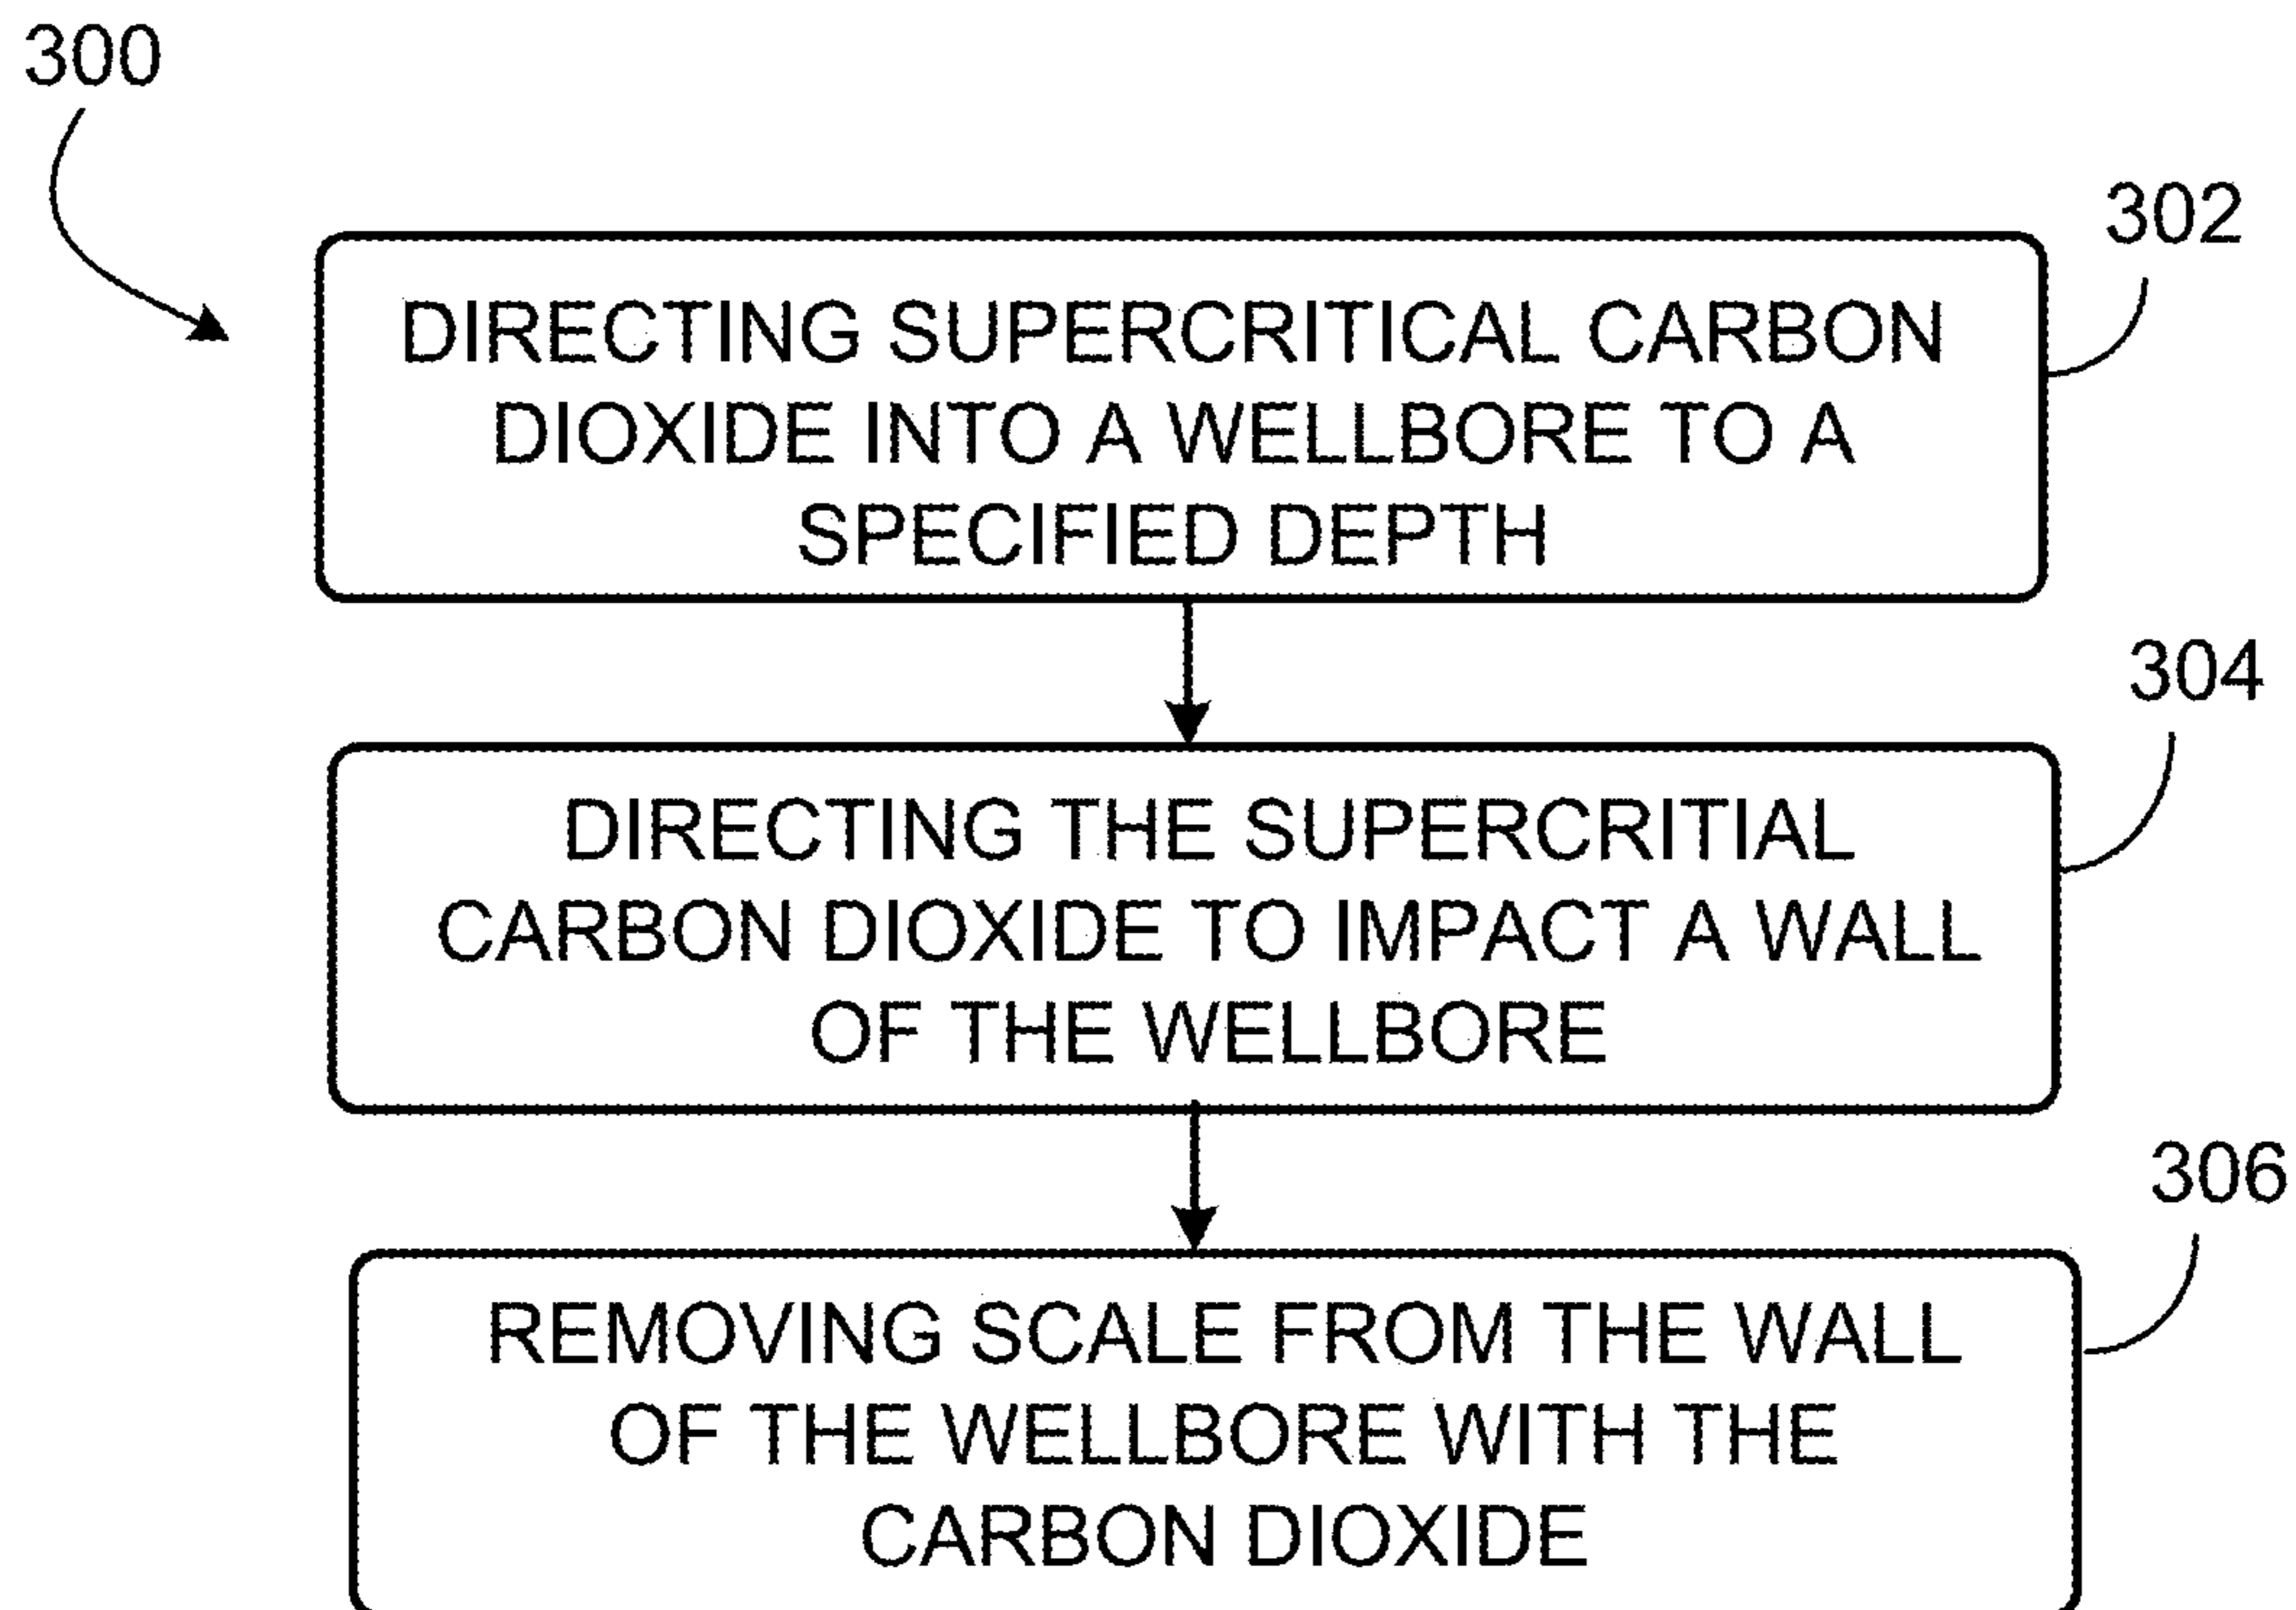 300
302
DIRECTING SUPERCRITICAL CARBON
DIOXIDE INTO A WELLBORE TO A
SPECIFIED DEPTH
304
DIRECTING THE SUPERCRITIAL
CARBON DIOXIDE TO IMPACT A WALL
OF THE WELLBORE
306
REMOVING SCALE FROM THE WALL
OF THE WELLBORE WITH THE
CARBON DIOXIDE